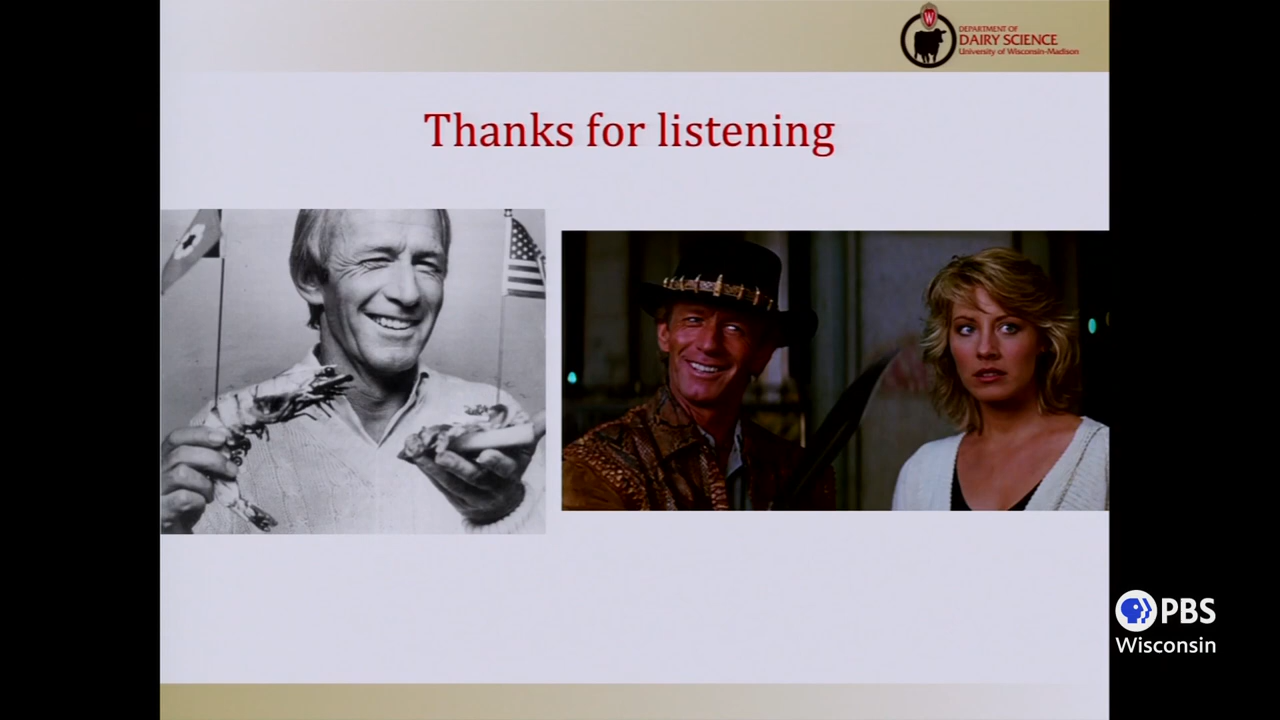 W
DEPARTMENT OF
DAIRY SCIENCE
University of Wisconsin-Madison
Thanks for listening
PBS
Wisconsin